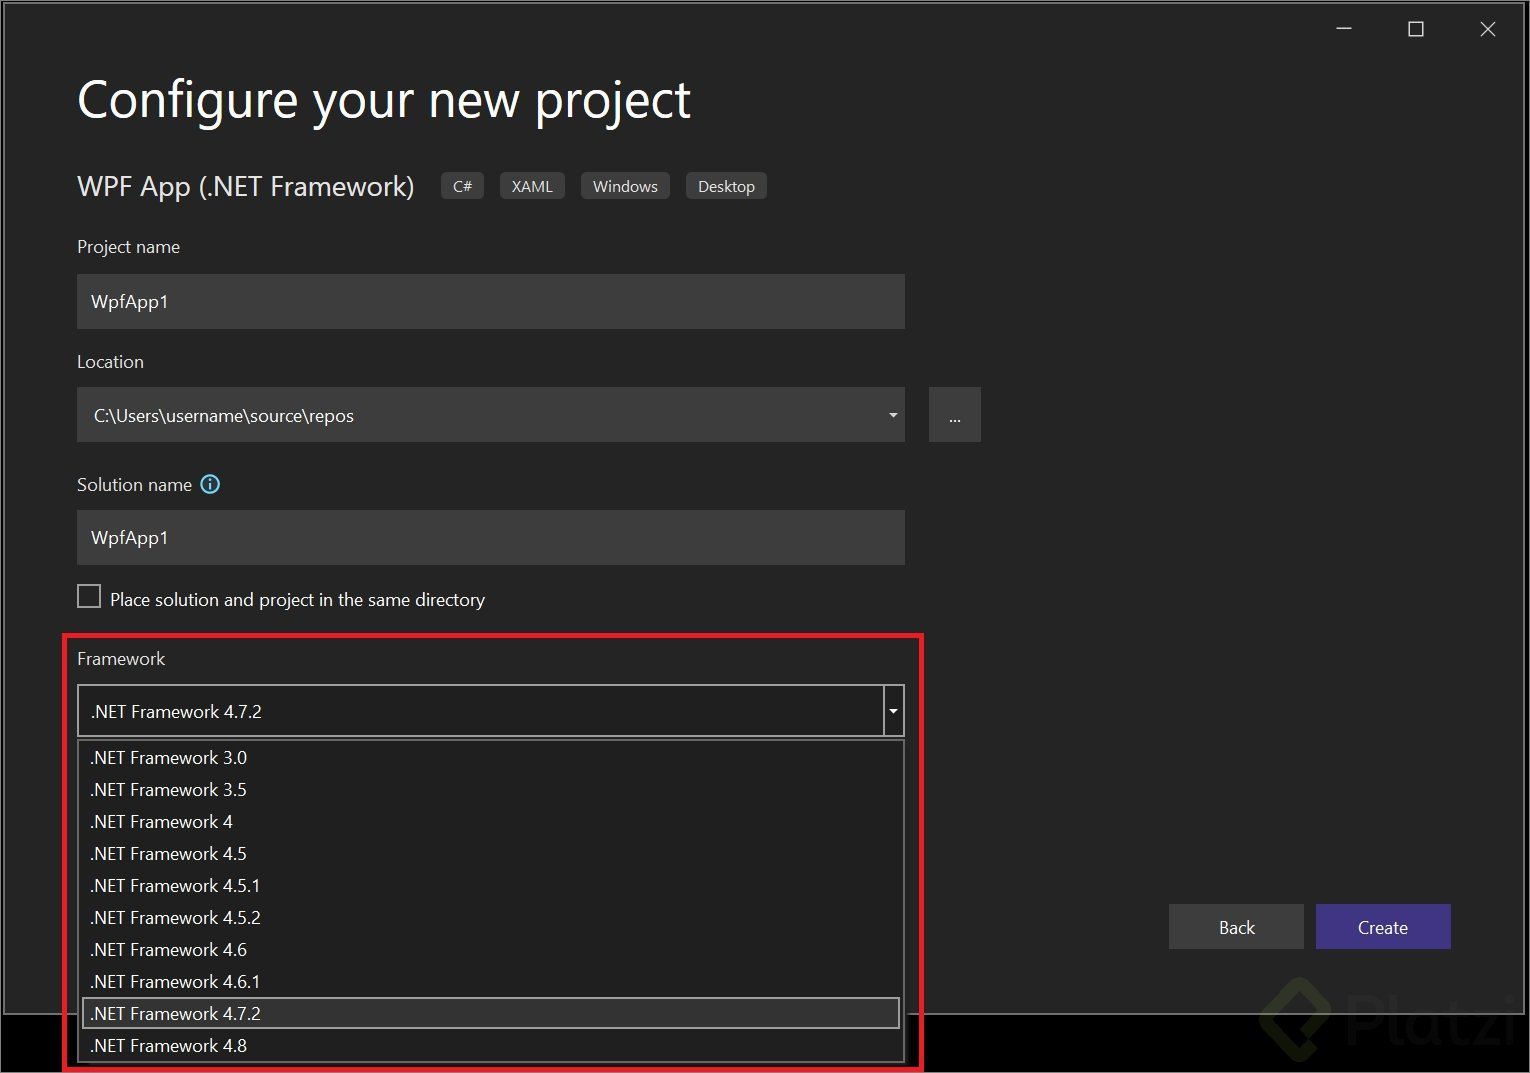 Configure your new project
WPF App (.NET Framework) C# XAML Windows Desktop
Project name
WpfApp1
Location
C:\Users\username\source\repos
...
Solution name
WpfApp1
Place solution and project in the same directory
Framework
.NET Framework 4.7.2
.NET Framework 3.0
.NET Framework 3.5
.NET Framework 4
.NET Framework 4.5
.NET Framework 4.5.1
.NET Framework 4.5.2
.NET Framework 4.6
.NET Framework 4.6.1
.NET Framework 4.7.2
.NET Framework 4.8
Back Create
Platzi